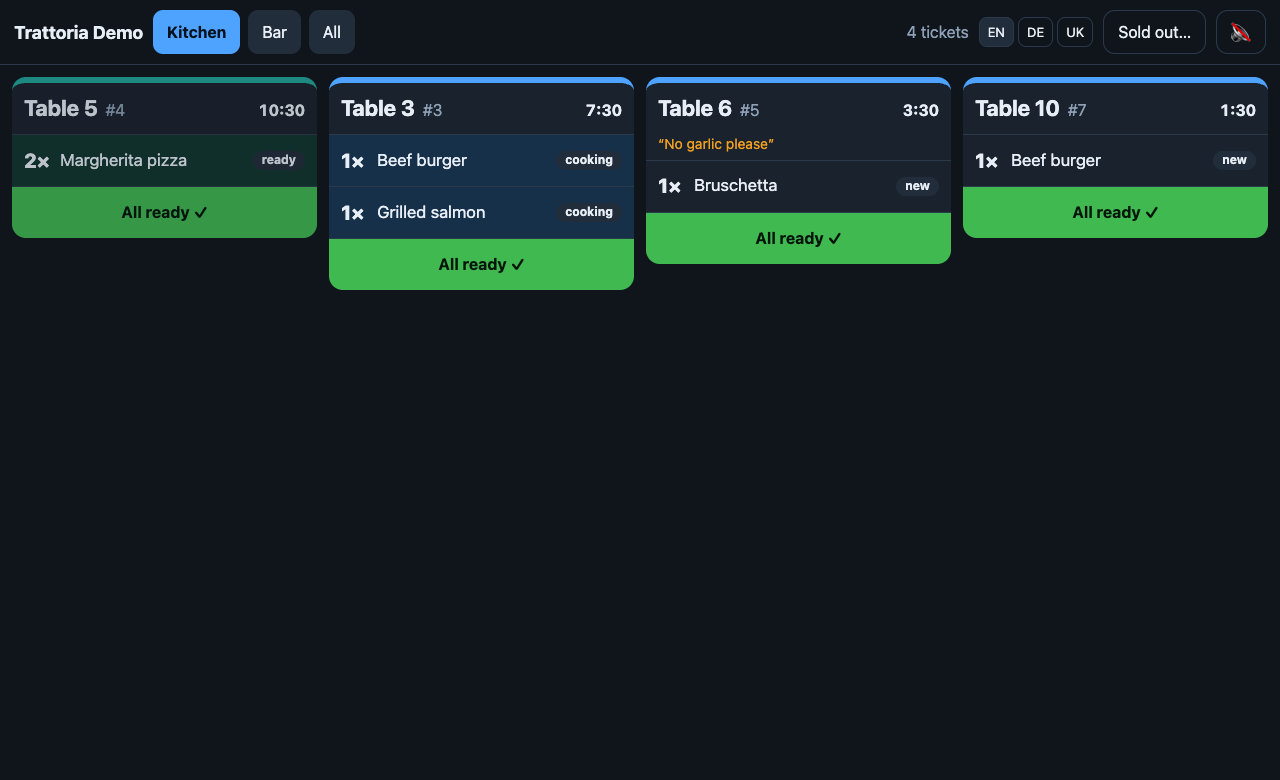 Trattoria Demo Kitchen Bar All 4 tickets EN DE UK Sold out...
Table 5 #4 10:30
2× Margherita pizza ready
All ready ✓
Table 3 #3 7:30
1× Beef burger cooking
1× Grilled salmon cooking
All ready ✓
Table 6 #5 3:30
“No garlic please”
1× Bruschetta new
All ready ✓
Table 10 #7 1:30
1× Beef burger new
All ready ✓